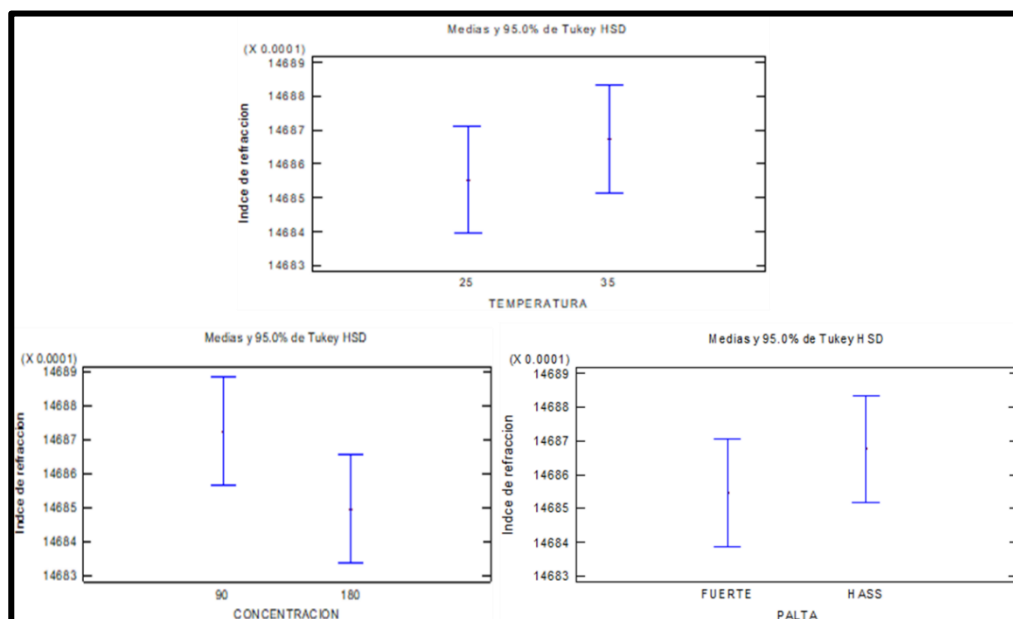 Medias y 95.0% de Tukey HSD
(X 0.0001)
14689
14688
14687
14686
14685
14684
14683
Indce de refraccion
25 35
TEMPERATURA
Medias y 95.0% de Tukey HSD
(X 0.0001)
14689
14688
14687
14686
14685
14684
14683
Indce de refraccion
90 180
CONCENTRACION
Medias y 95.0% de Tukey HSD
(X 0.0001)
14689
14688
14687
14686
14685
14684
14683
Indce de refraccion
FUERTE HASS
PALTA